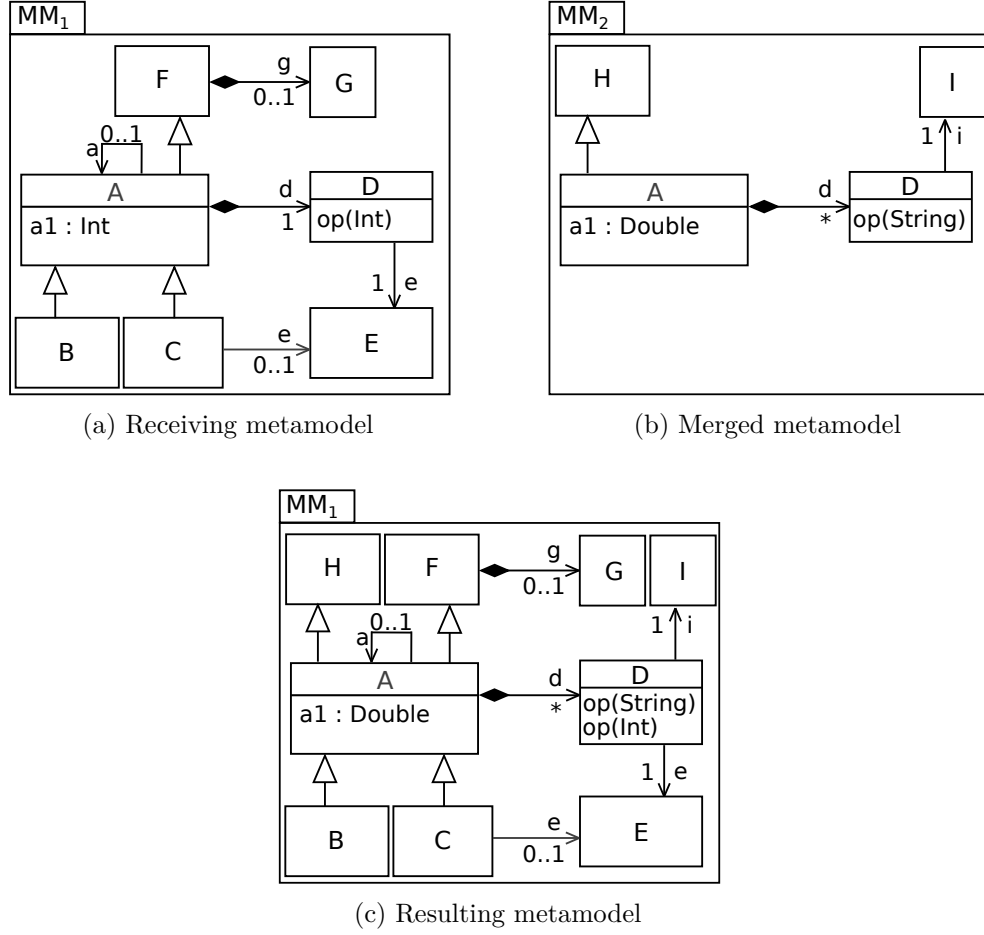 MM₁
F
g
0..1
G
0..1
a
A
a1 : Int
d
1
D
op(Int)
1 e
B
C
e
0..1
E
(a) Receiving metamodel
MM₂
H
I
1 i
A
a1 : Double
d
*
D
op(String)
(b) Merged metamodel
MM₁
H
F
g
0..1
G
I
0..1
a
1 i
A
a1 : Double
d
*
D
op(String)
op(Int)
1 e
B
C
e
0..1
E
(c) Resulting metamodel